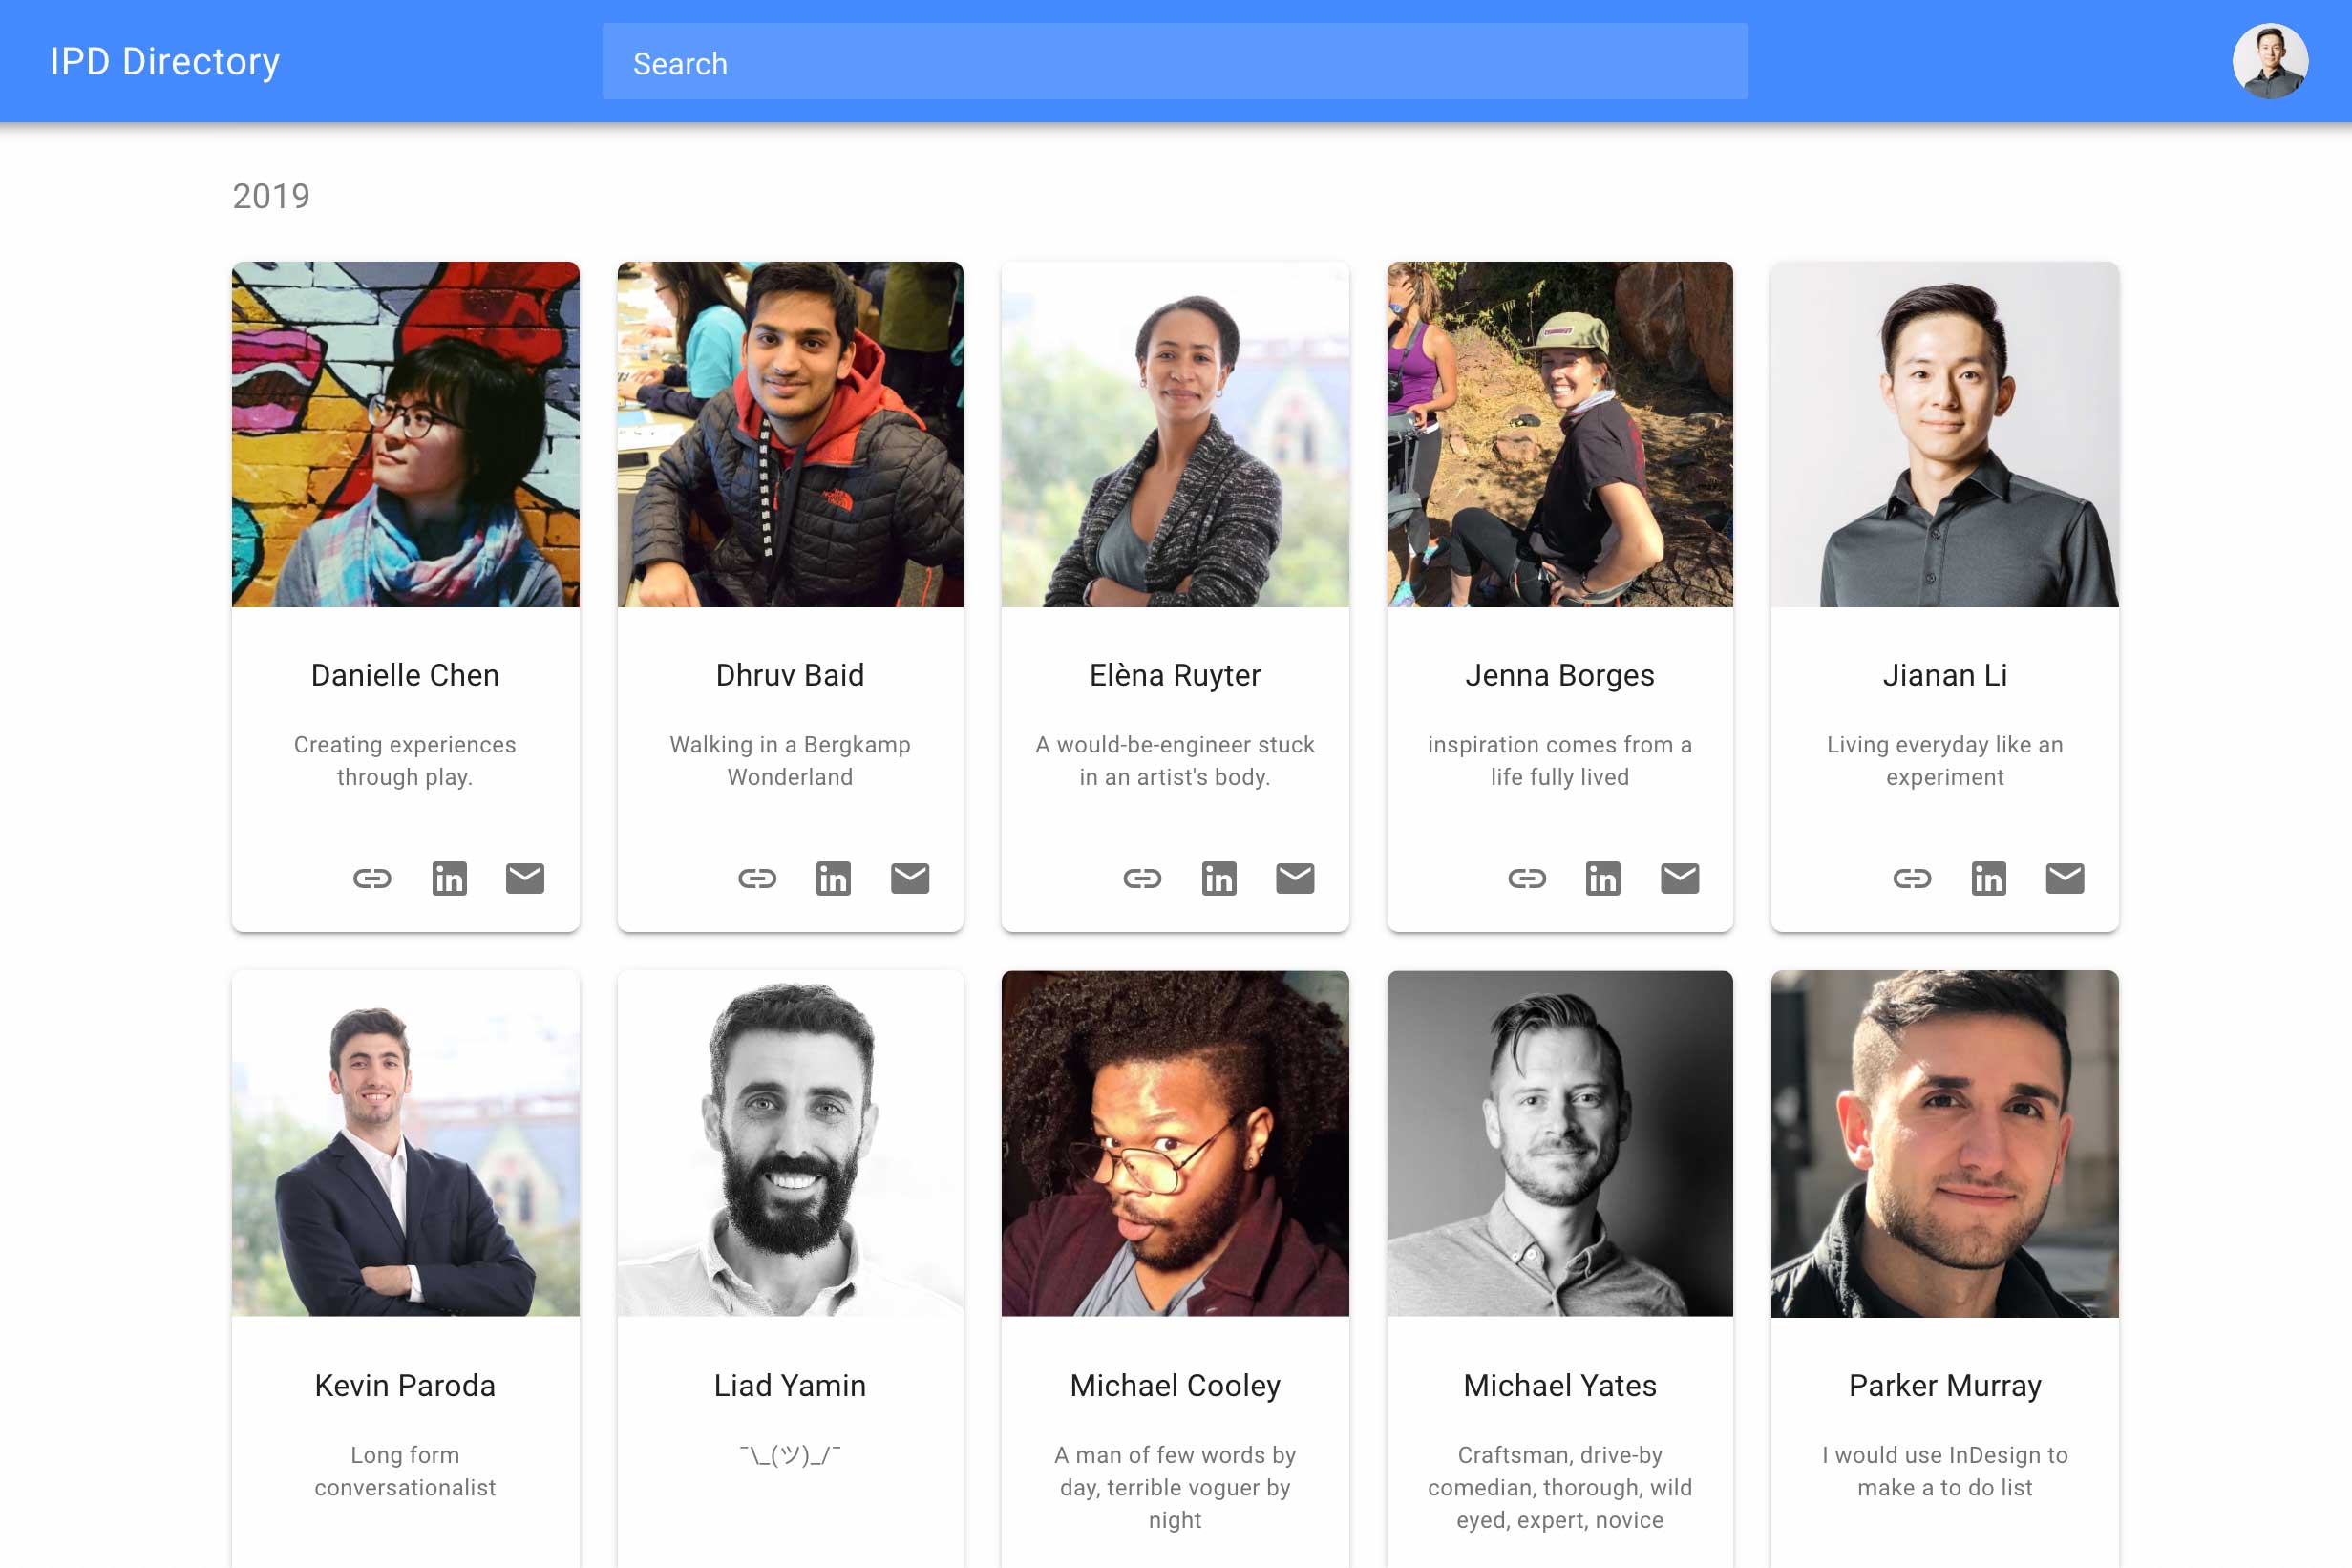 IPD Directory
Search
2019
Danielle Chen
Creating experiences
through play.
Dhruv Baid
Walking in a Bergkamp
Wonderland
Elèna Ruyter
A would-be-engineer stuck
in an artist's body.
Jenna Borges
inspiration comes from a
life fully lived
Jianan Li
Living everyday like an
experiment
in
in
in
in
in
Kevin Paroda
Long form
conversationalist
Liad Yamin
¯\_(ツ)_/¯
Michael Cooley
A man of few words by
day, terrible voguer by
night
Michael Yates
Craftsman, drive-by
comedian, thorough, wild
eyed, expert, novice
Parker Murray
I would use InDesign to
make a to do list